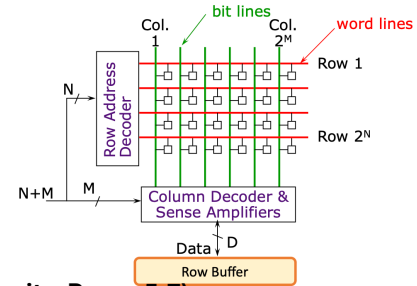 bit lines
Col.
1
Col.
2ᴹ
word lines
Row 1
N
Row Address
Decoder
Row 2ᴺ
N+M
M
Column Decoder &
Sense Amplifiers
Data
D
Row Buffer